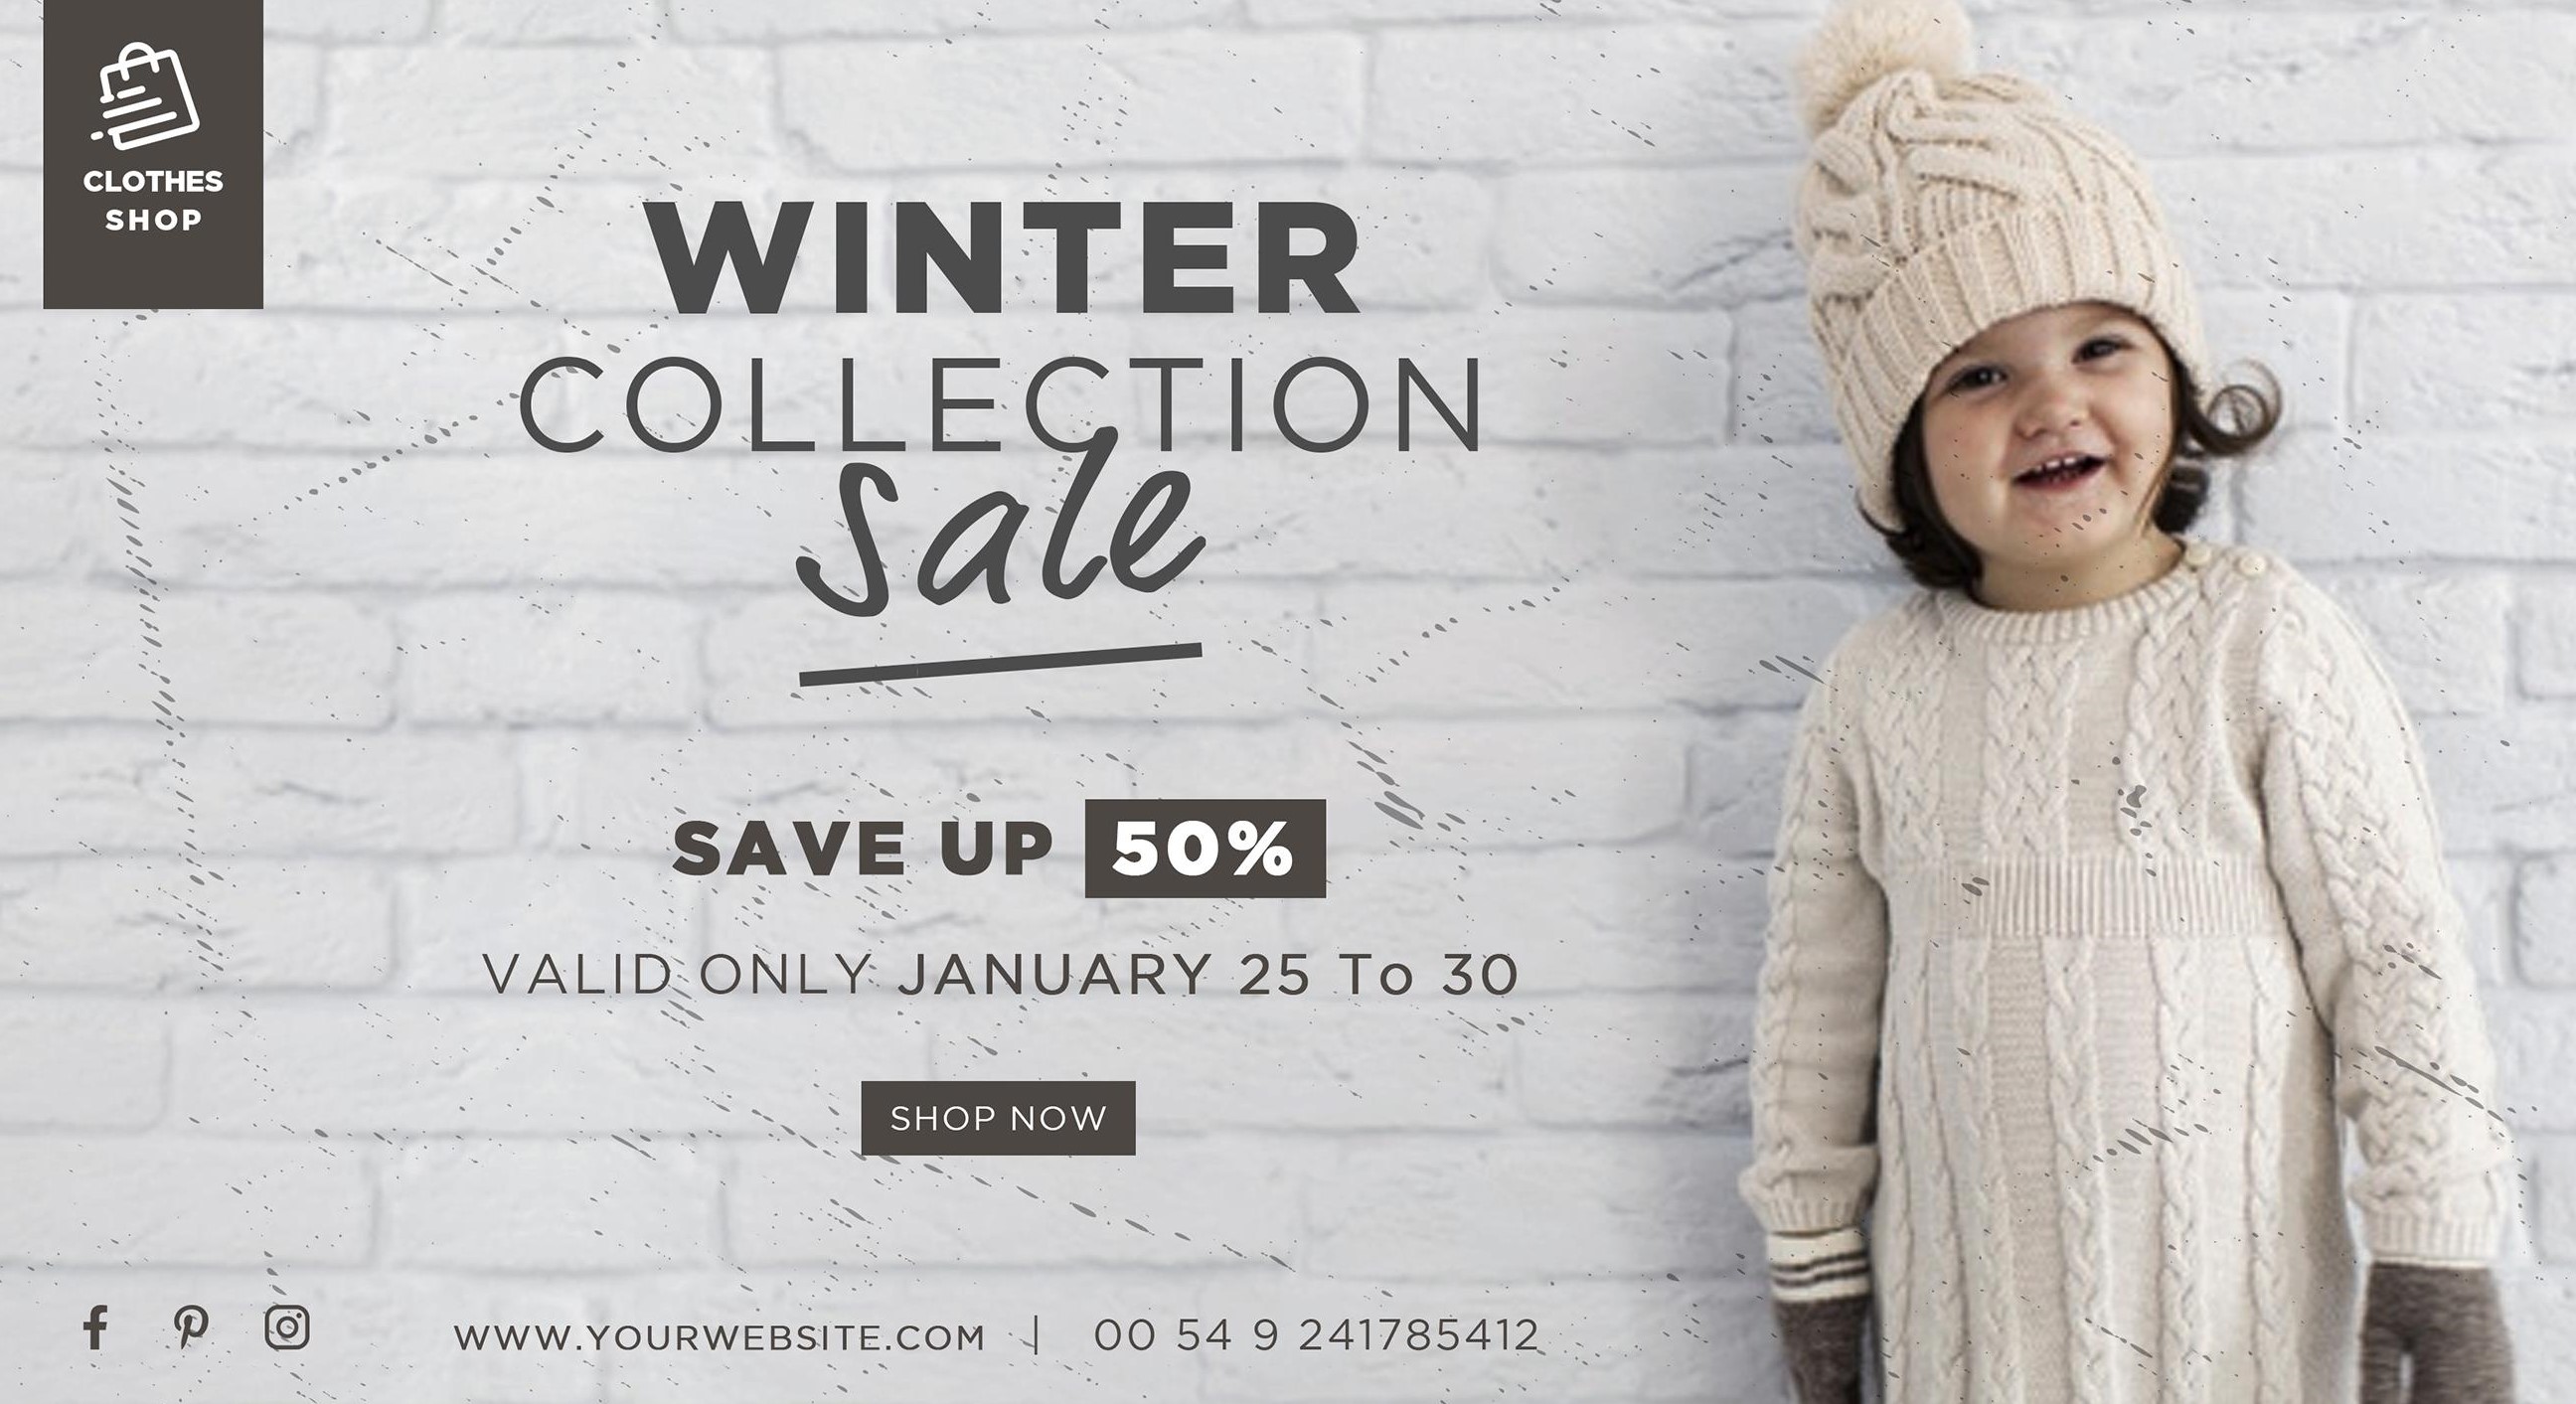 CLOTHES
SHOP
WINTER
COLLECTION
sale
SAVE UP 50%
VALID ONLY JANUARY 25 To 30
SHOP NOW
WWW.YOURWEBSITE.COM | 00 54 9 241785412